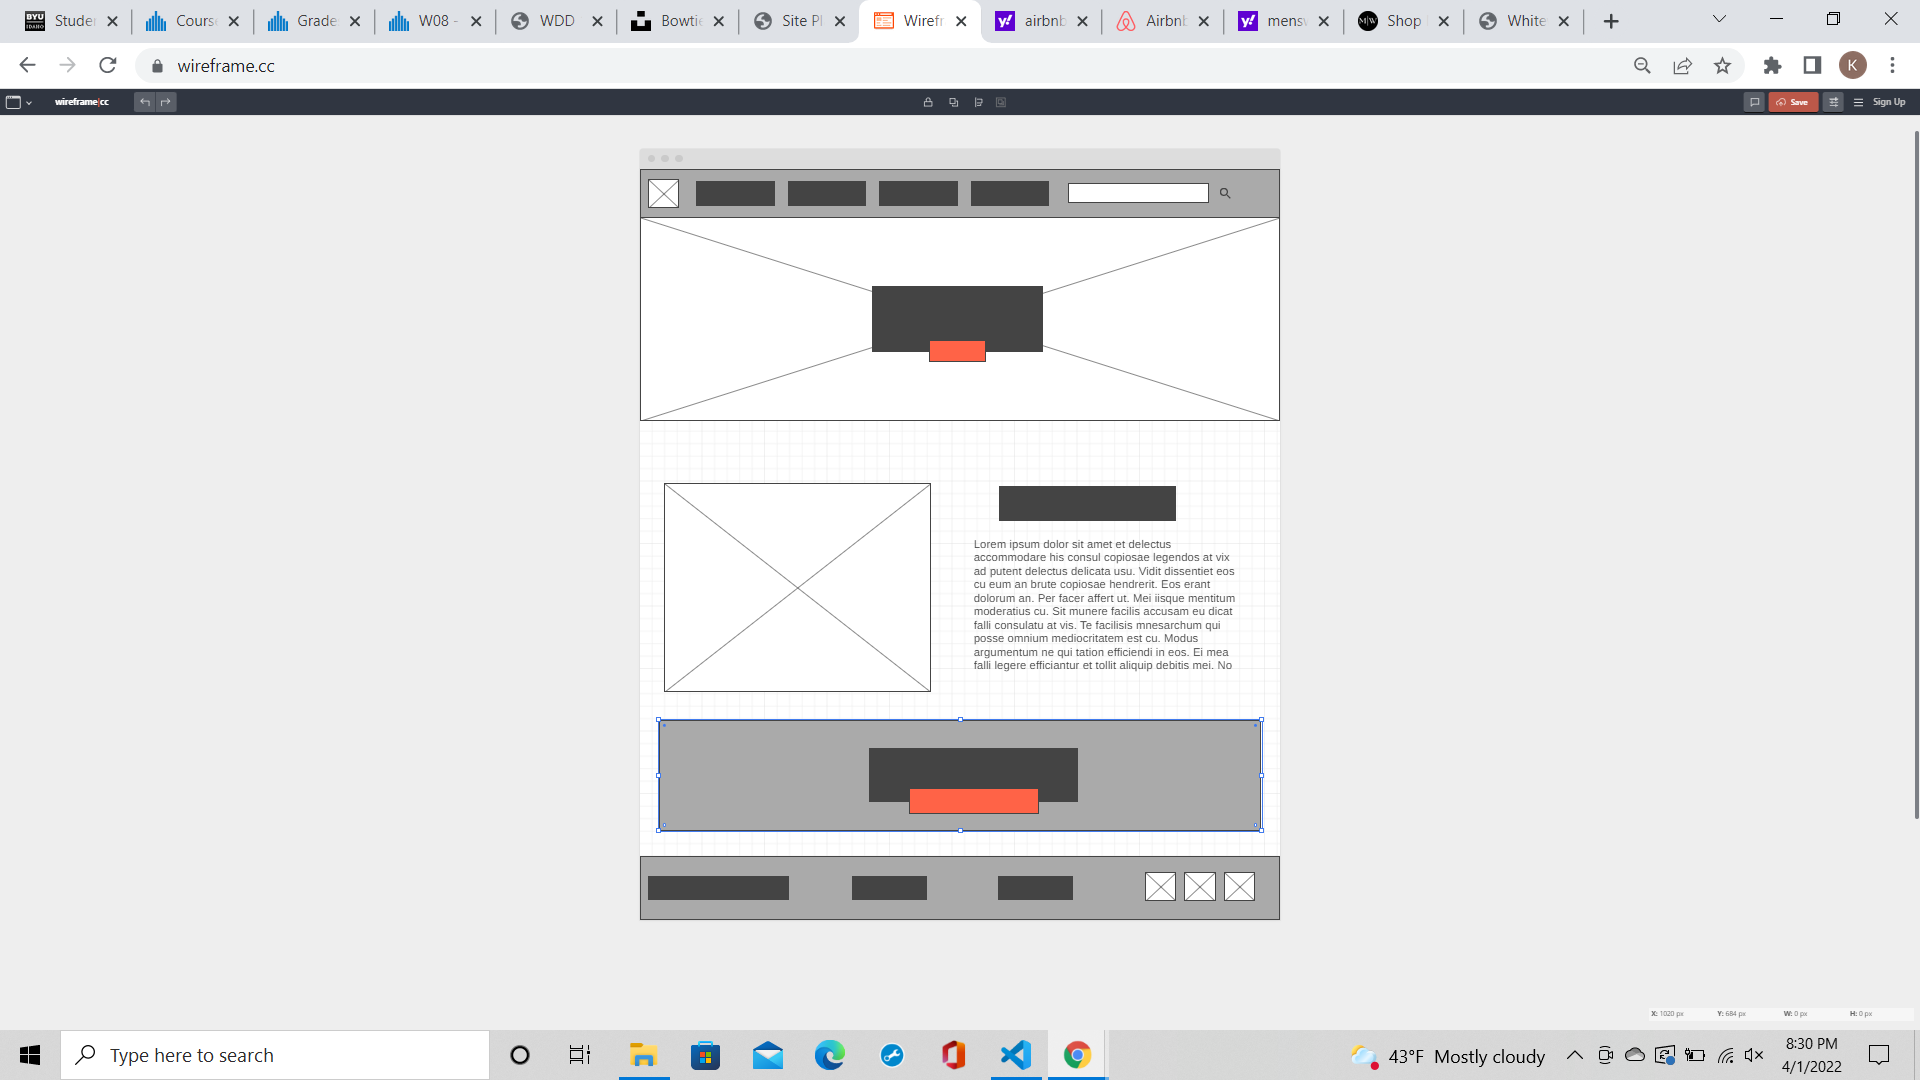 BYU
IDAHO
Studen
Cours
Grade
W08 -
WDD
Bowtie
Site Pl
Wirefr
airbnb
Airbnb
mensw
M|W
Shop
White
wireframe.cc
K
wireframe|cc
Save
Sign Up
Lorem ipsum dolor sit amet et delectus
accommodare his consul copiosae legendos at vix
ad putent delectus delicata usu. Vidit dissentiet eos
cu eum an brute copiosae hendrerit. Eos erant
dolorum an. Per facer affert ut. Mei iisque mentitum
moderatius cu. Sit munere facilis accusam eu dicat
falli consulatu at vis. Te facilisis mnesarchum qui
posse omnium mediocritatem est cu. Modus
argumentum ne qui tation efficiendi in eos. Ei mea
falli legere efficiantur et tollit aliquip debitis mei. No
X: 1020 px Y: 684 px W: 0 px H: 0 px
Type here to search
43°F Mostly cloudy
8:30 PM
4/1/2022